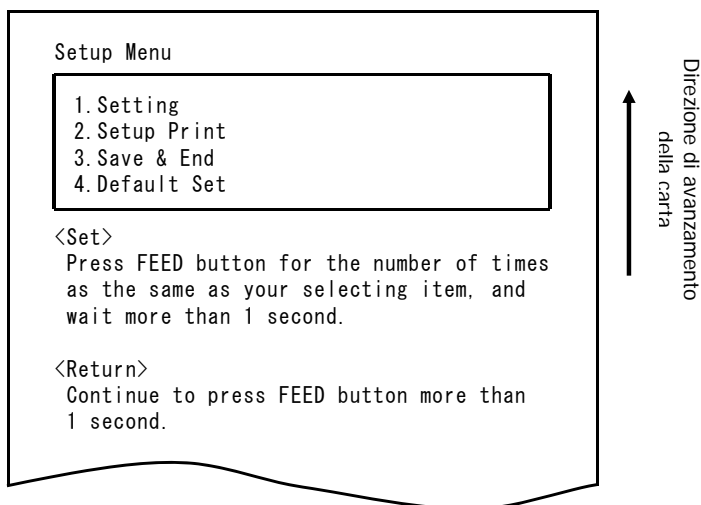 Setup Menu
1.Setting
2.Setup Print
3.Save & End
4.Default Set
<Set>
Press FEED button for the number of times
as the same as your selecting item, and
wait more than 1 second.
<Return>
Continue to press FEED button more than
1 second.
Direzione di avanzamento
della carta